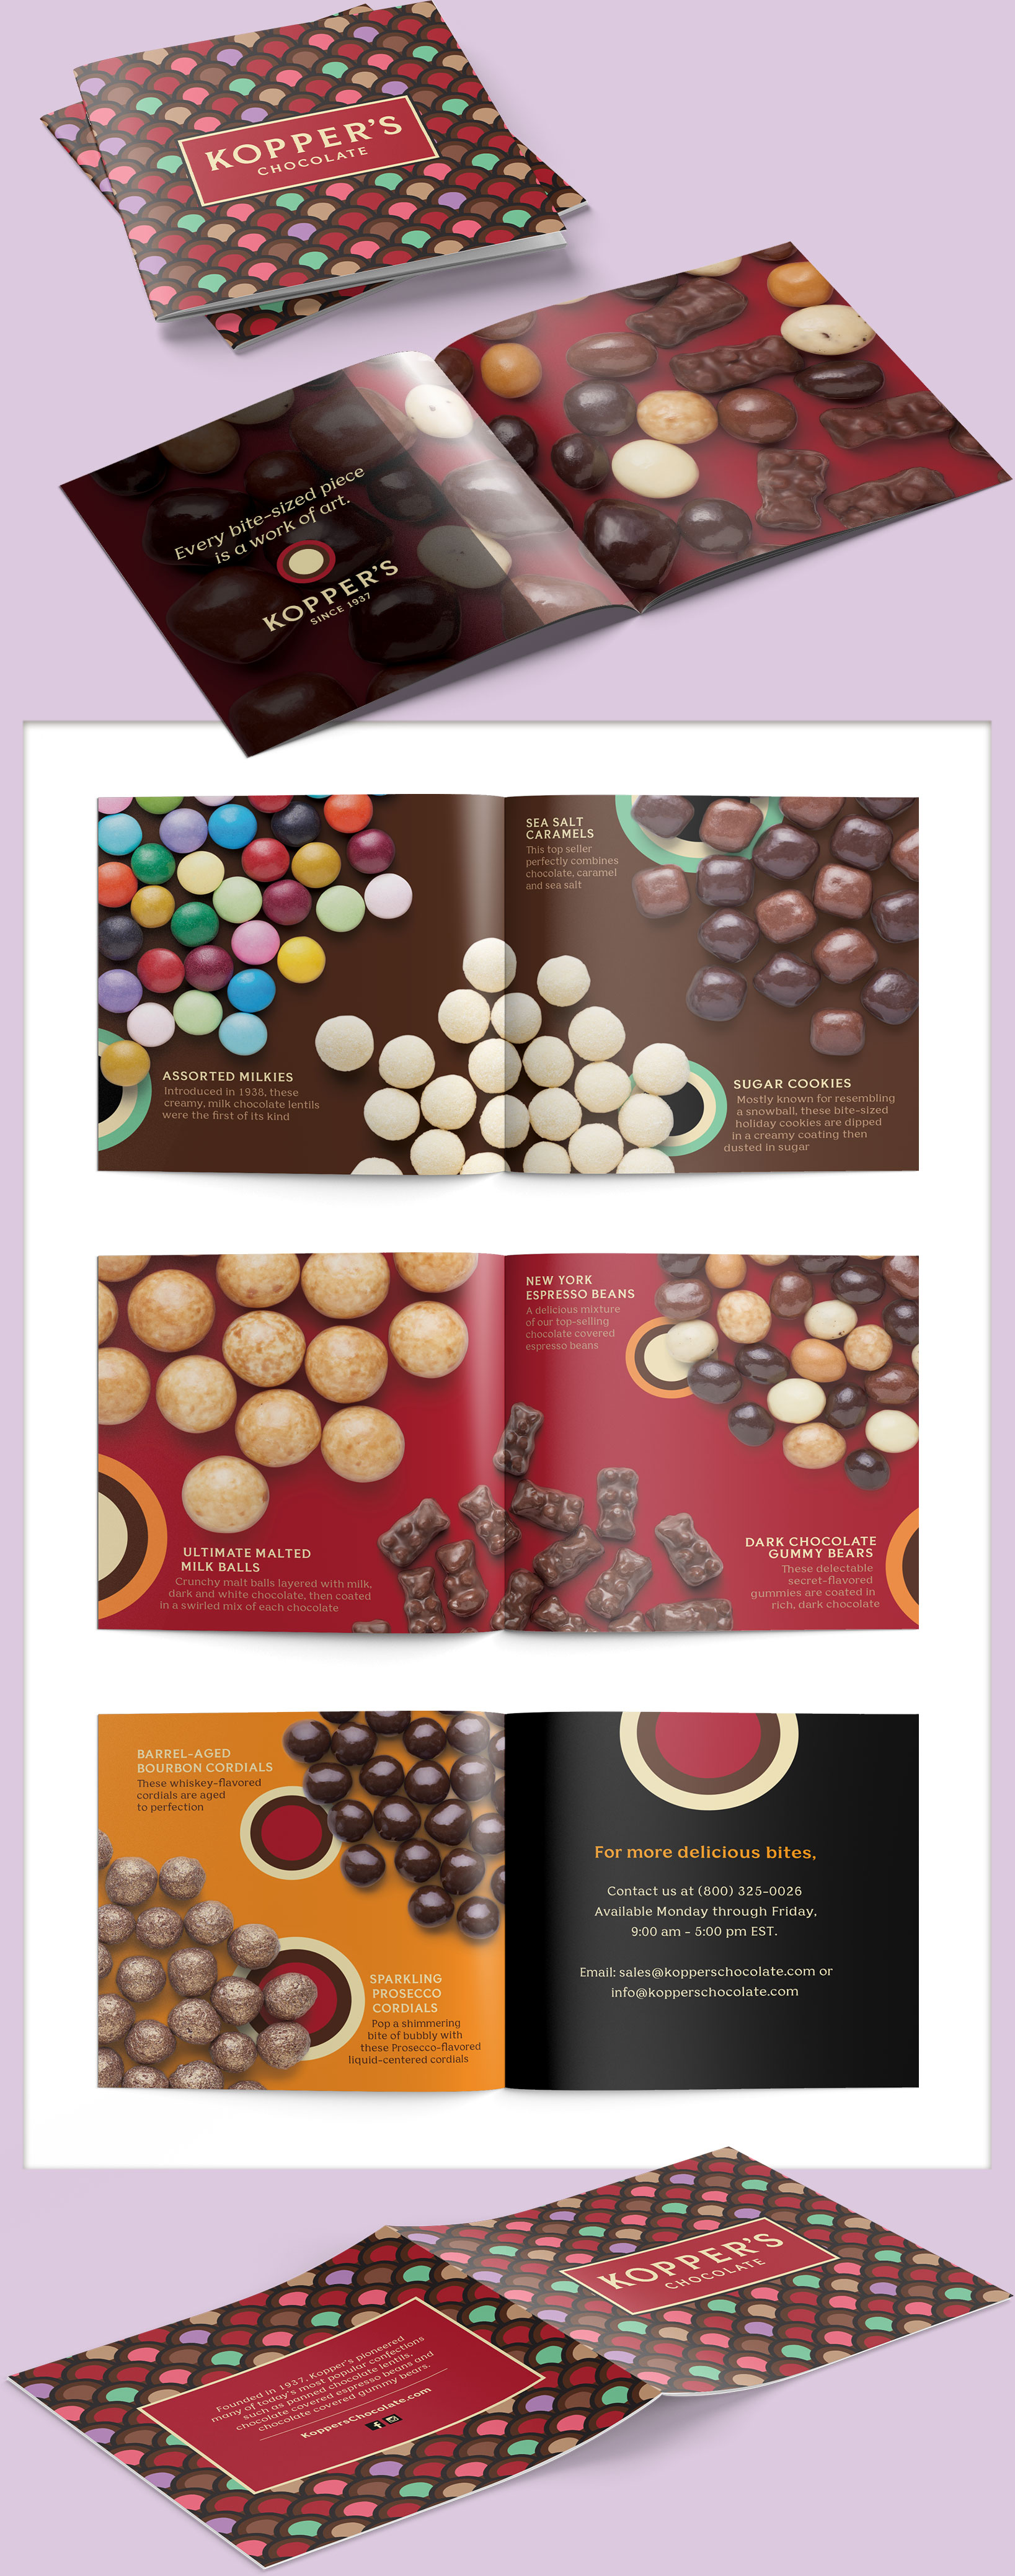 KOPPER'S
CHOCOLATE
Every bite-sized piece
is a work of art.
KOPPER'S
SINCE 1937
SEA SALT
CARAMELS
This top seller
perfectly combines
chocolate, caramel
and sea salt
ASSORTED MILKIES
Introduced in 1938, these
creamy, milk chocolate lentils
were the first of its kind
SUGAR COOKIES
Mostly known for resembling
a snowball, these bite-sized
holiday cookies are dipped
in a creamy coating then
dusted in sugar
NEW YORK
ESPRESSO BEANS
A delicious mixture
of our top-selling
chocolate covered
espresso beans
ULTIMATE MALTED
MILK BALLS
Crunchy malt balls layered with milk,
dark and white chocolate, then coated
in a swirled mix of each chocolate
DARK CHOCOLATE
GUMMY BEARS
These delectable
secret-flavored
gummies are coated in
rich, dark chocolate
BARREL-AGED
BOURBON CORDIALS
These whiskey-flavored
cordials are aged
to perfection
SPARKLING
PROSECCO
CORDIALS
Pop a shimmering
bite of bubbly with
these Prosecco-flavored
liquid-centered cordials
For more delicious bites,
Contact us at (800) 325-0026
Available Monday through Friday,
9:00 am - 5:00 pm EST.
Email: sales@kopperschocolate.com or
info@kopperschocolate.com
KOPPER'S
CHOCOLATE
Founded in 1937, Kopper's pioneered
many of today's most popular confections
such as panned chocolate lentils,
chocolate covered espresso beans and
chocolate covered gummy bears.
KoppersChocolate.com